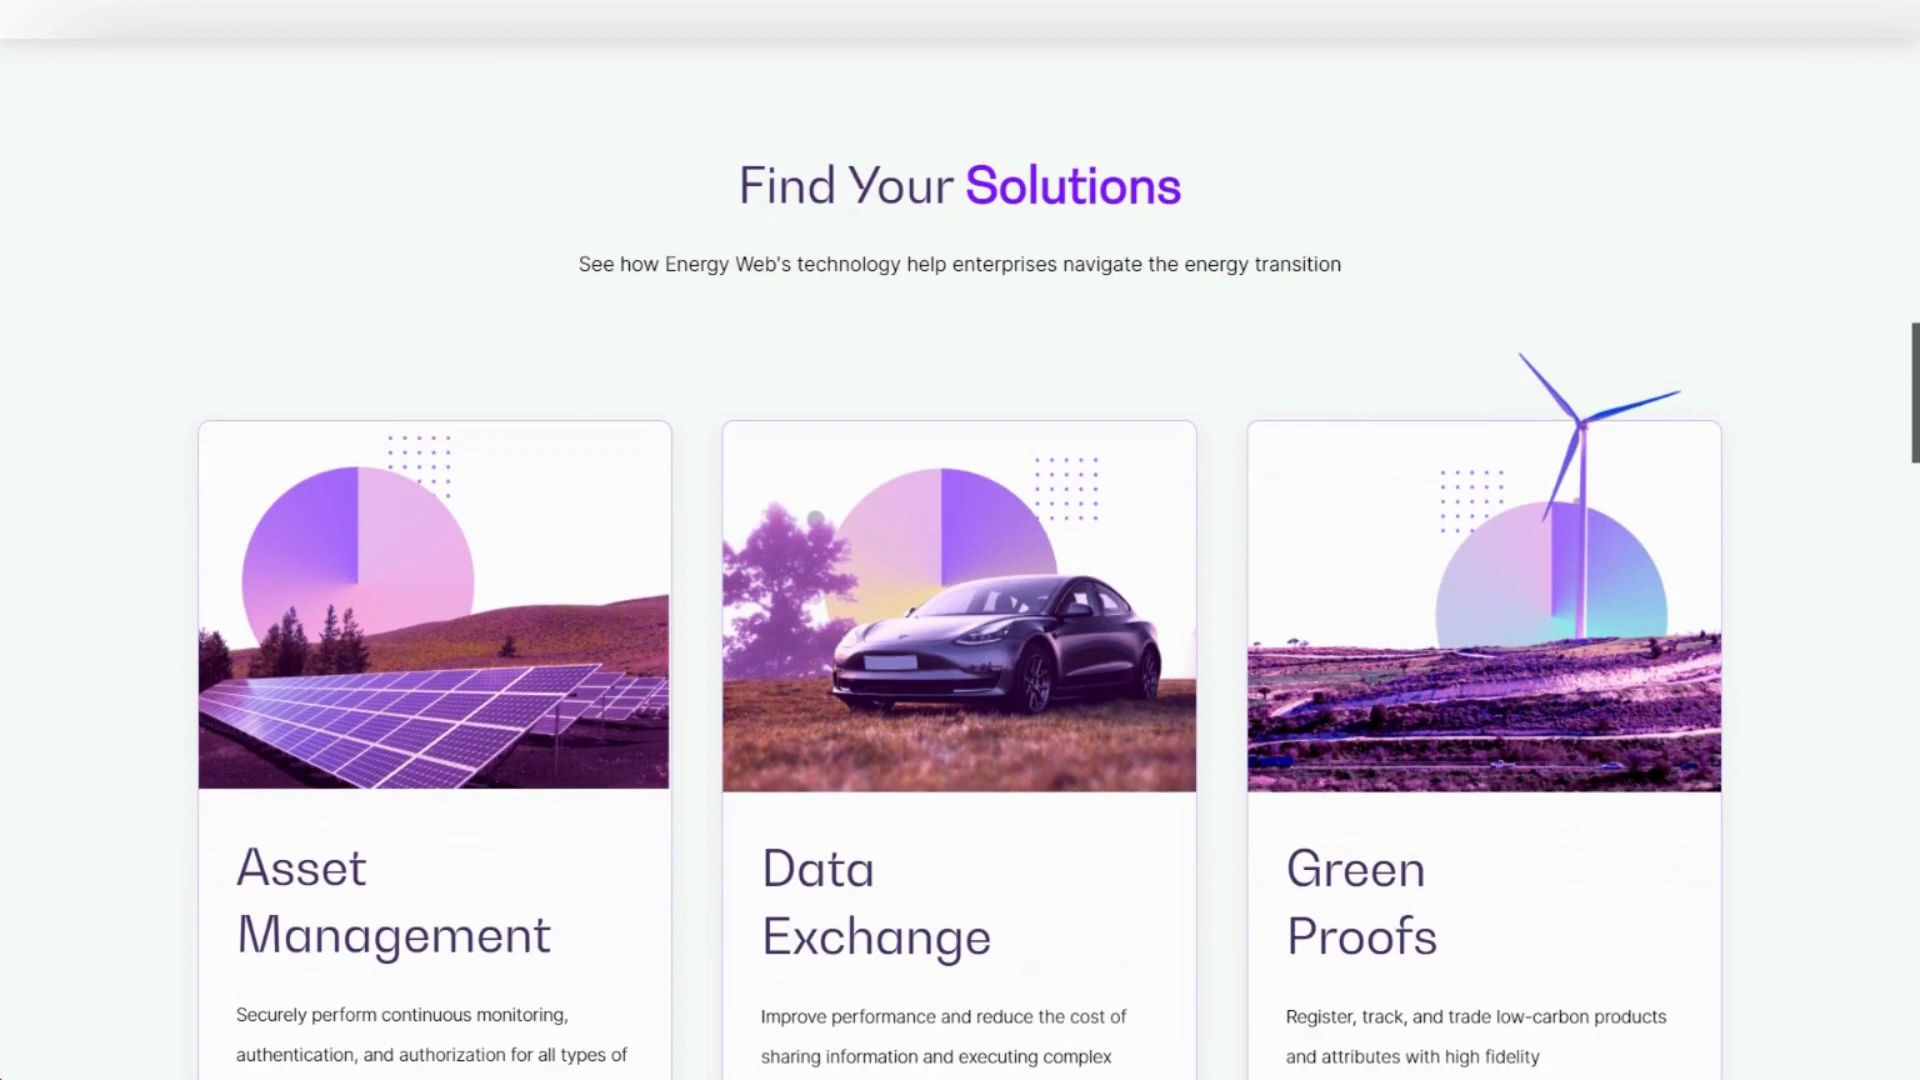 Find Your Solutions
See how Energy Web's technology help enterprises navigate the energy transition
Asset
Management
Securely perform continuous monitoring,
authentication, and authorization for all types of
Data
Exchange
Improve performance and reduce the cost of
sharing information and executing complex
Green
Proofs
Register, track, and trade low-carbon products
and attributes with high fidelity